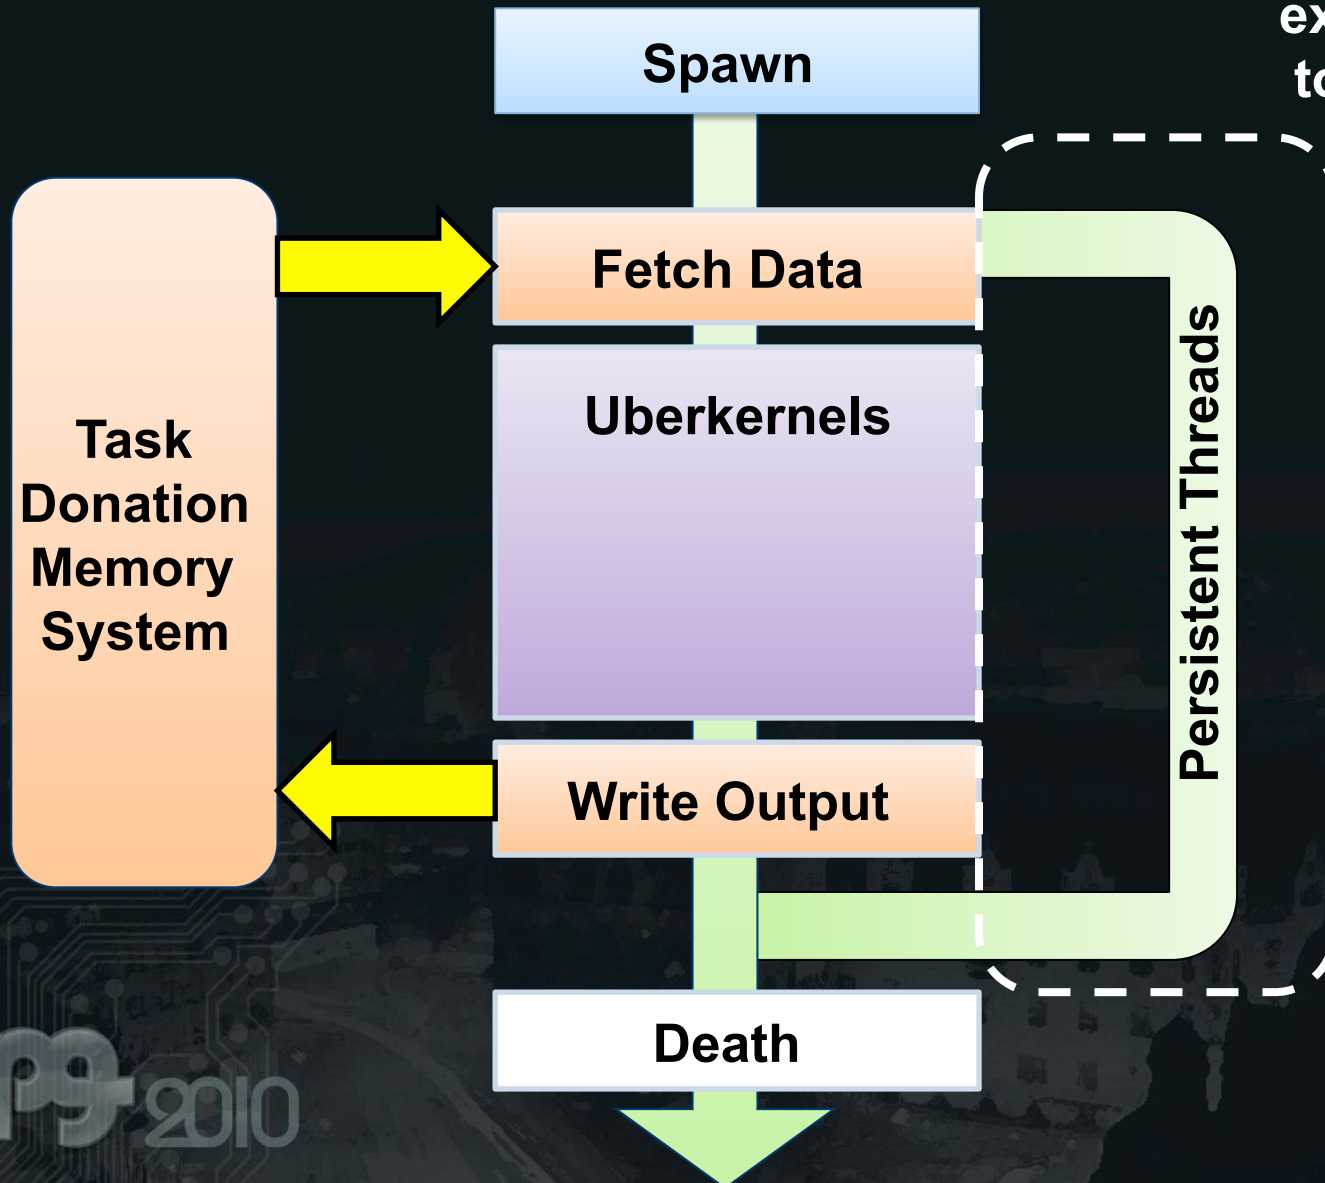 Spawn
Fetch Data
Uberkernels
Task
Donation
Memory
System
Persistent Threads
Write Output
Death
2010